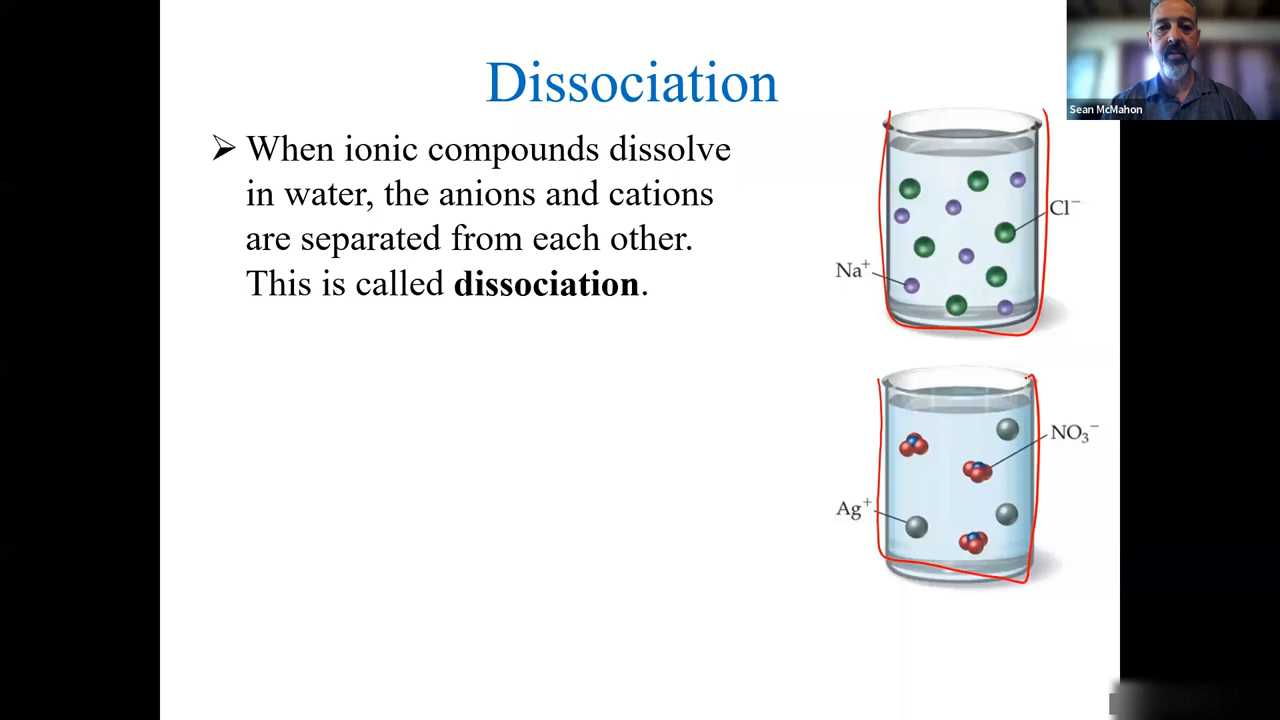 Dissociation
➢ When ionic compounds dissolve
in water, the anions and cations
are separated from each other.
This is called dissociation.
Sean McMahon
Cl⁻
Na⁺
NO₃⁻
Ag⁺